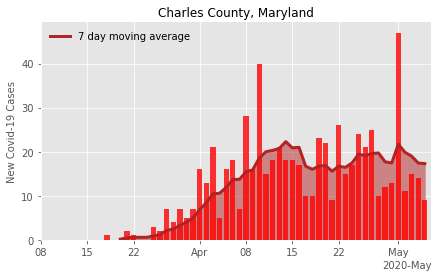 Charles County, Maryland
7 day moving average
New Covid-19 Cases
40
30
20
10
0
08
15
22
Apr
08
15
22
May
2020-May